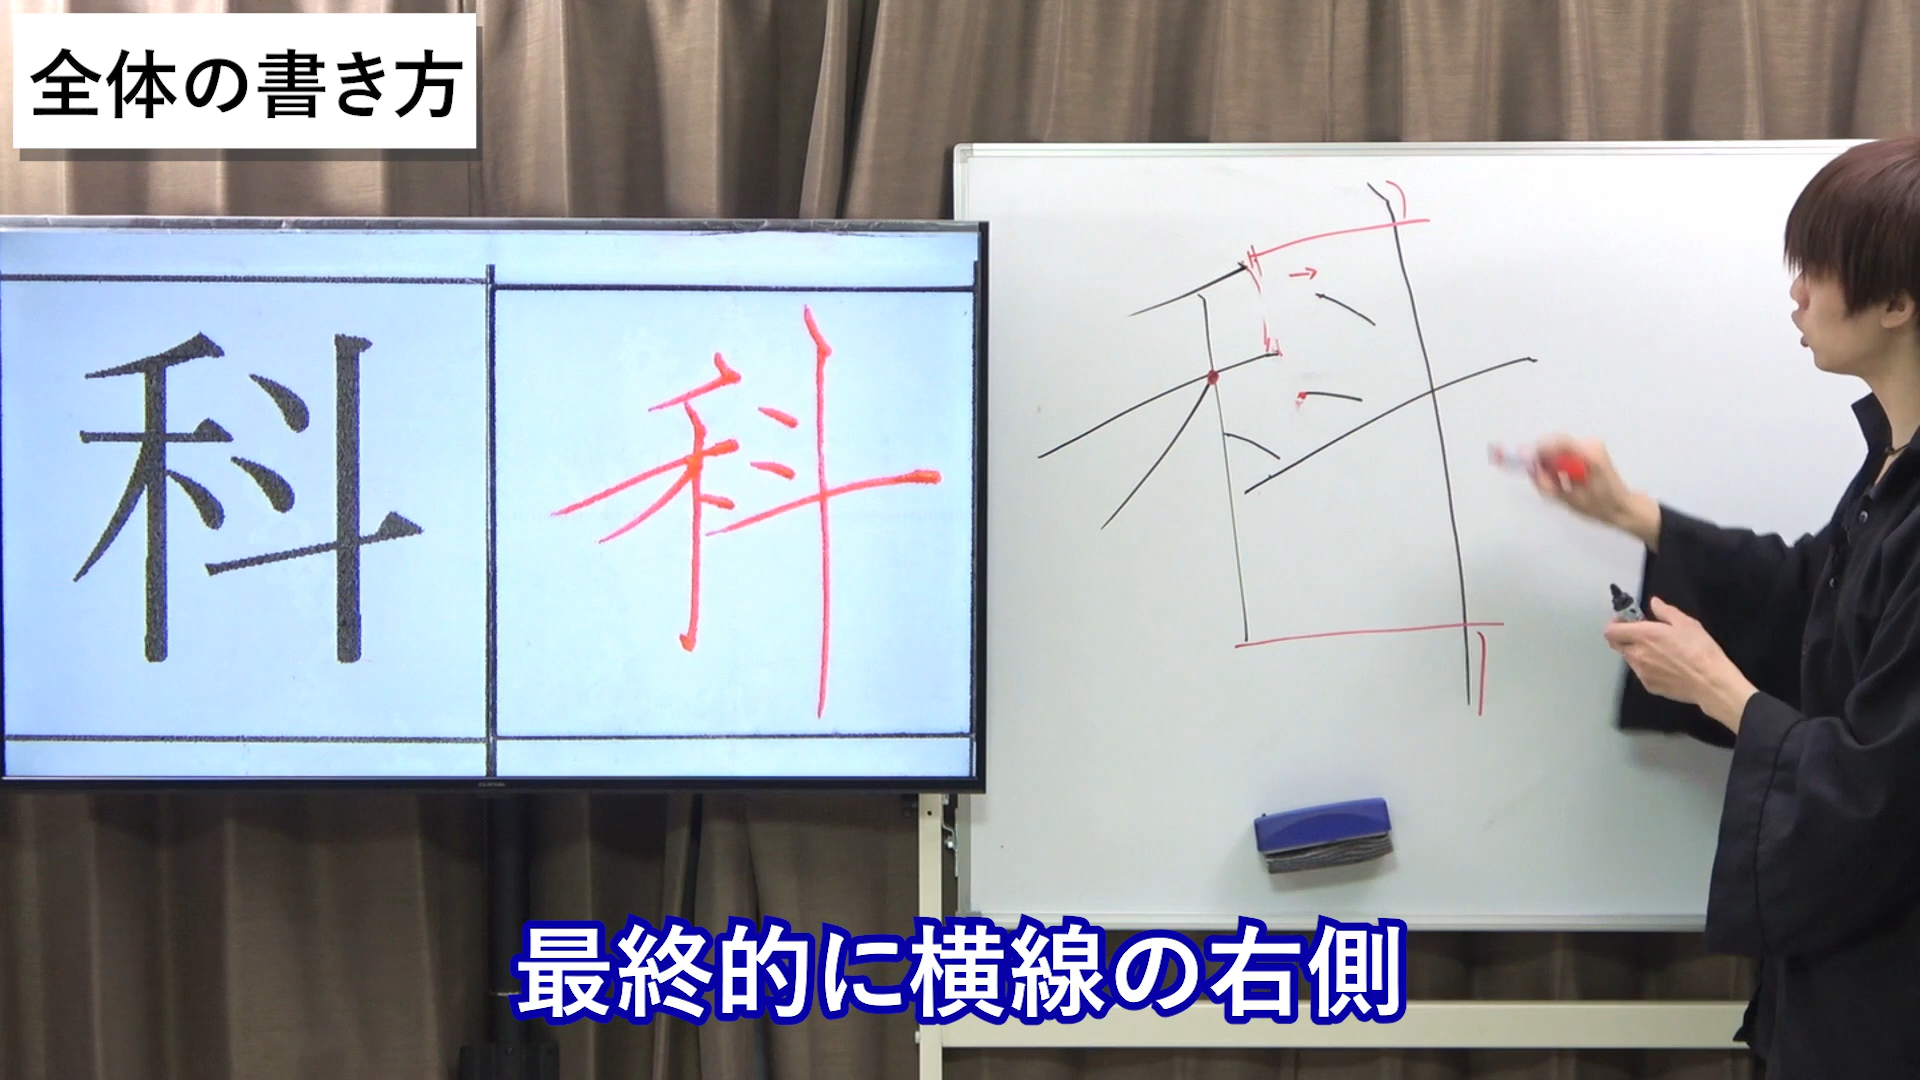 全体の書き方
科 科
科
最終的に横線の右側